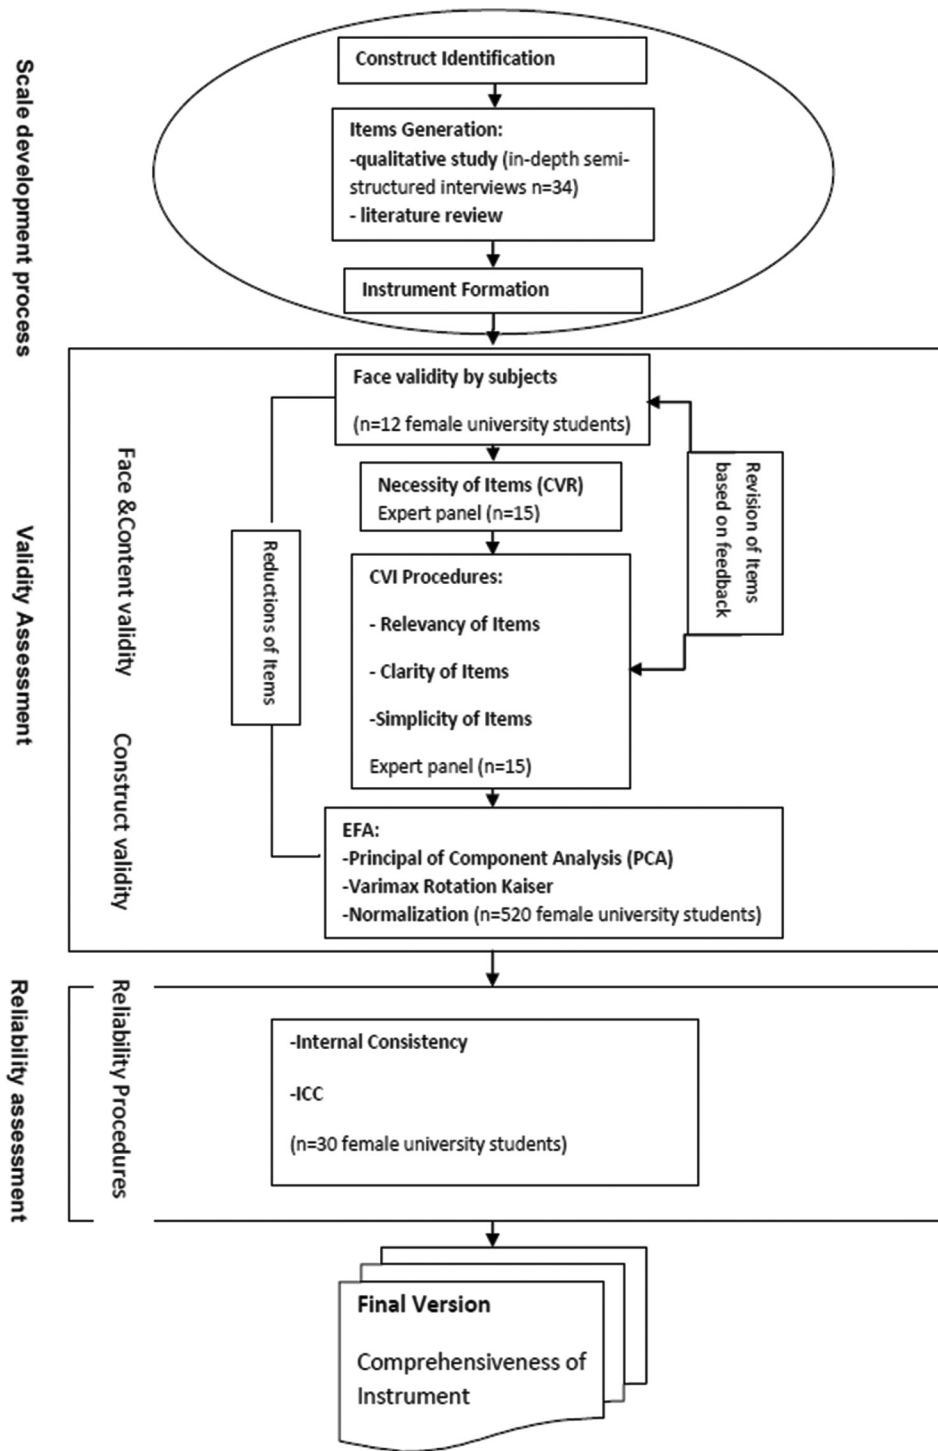 Scale development process
Construct Identification
Items Generation:
-qualitative study (in-depth semi-
structured interviews n=34)
- literature review
Instrument Formation
Validity Assessment
Face &Content validity
Construct validity
Face validity by subjects
(n=12 female university students)
Necessity of Items (CVR)
Expert panel (n=15)
CVI Procedures:
- Relevancy of Items
- Clarity of Items
-Simplicity of Items
Expert panel (n=15)
Reductions of Items
Revision of Items
based on feedback
EFA:
-Principal of Component Analysis (PCA)
-Varimax Rotation Kaiser
-Normalization (n=520 female university students)
Reliability assessment
Reliability Procedures
-Internal Consistency
-ICC
(n=30 female university students)
Final Version
Comprehensiveness of
Instrument